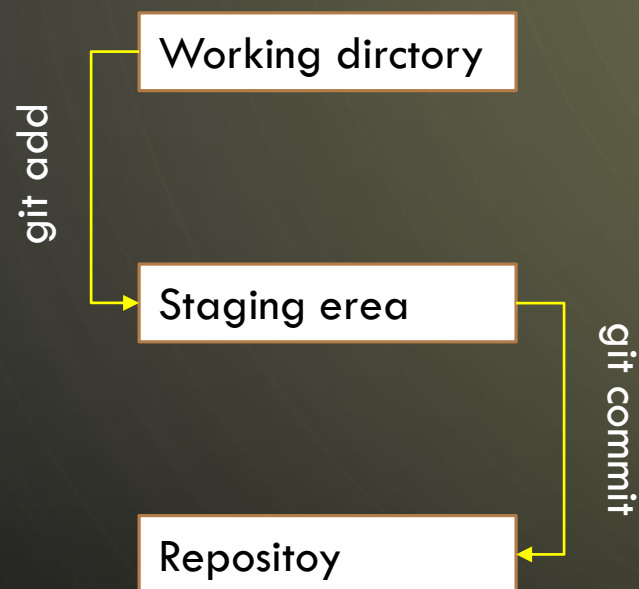 Working dirctory
git add
Staging erea
git commit
Repositoy